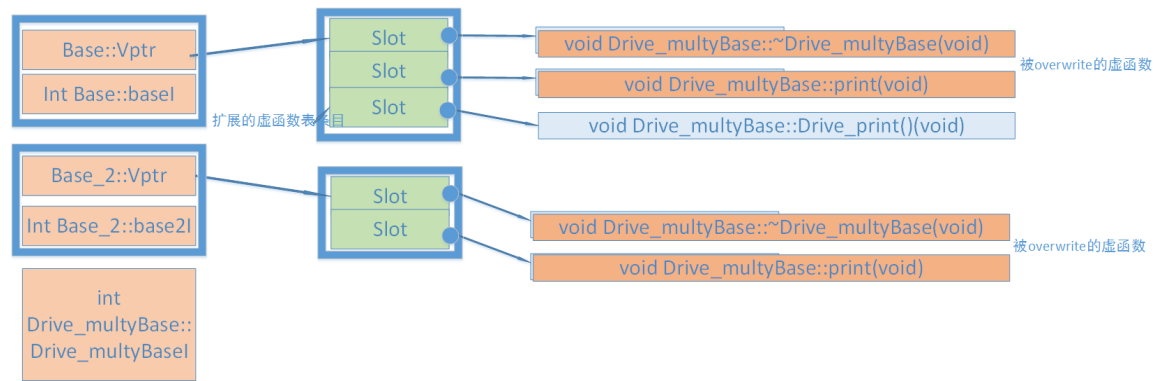 Base::Vptr
Int Base::baseI
Slot
Slot
Slot
void Drive_multyBase::~Drive_multyBase(void)
void Drive_multyBase::print(void)
被overwrite的虚函数
void Drive_multyBase::Drive_print()(void)
扩展的虚函数表条目
Base_2::Vptr
Int Base_2::base2I
Slot
Slot
void Drive_multyBase::~Drive_multyBase(void)
被overwrite的虚函数
void Drive_multyBase::print(void)
int
Drive_multyBase::
Drive_multyBaseI